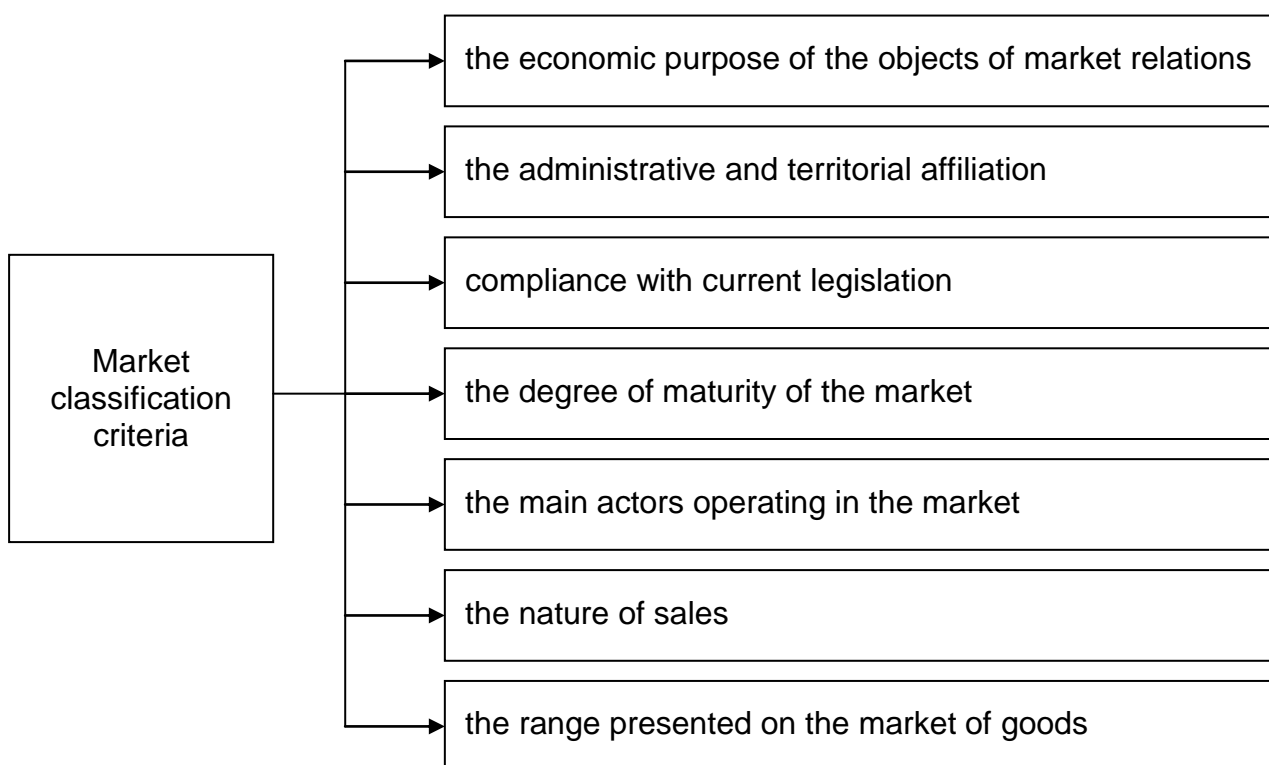 the economic purpose of the objects of market relations
the administrative and territorial affiliation
compliance with current legislation
Market
classification
criteria
the degree of maturity of the market
the main actors operating in the market
the nature of sales
the range presented on the market of goods